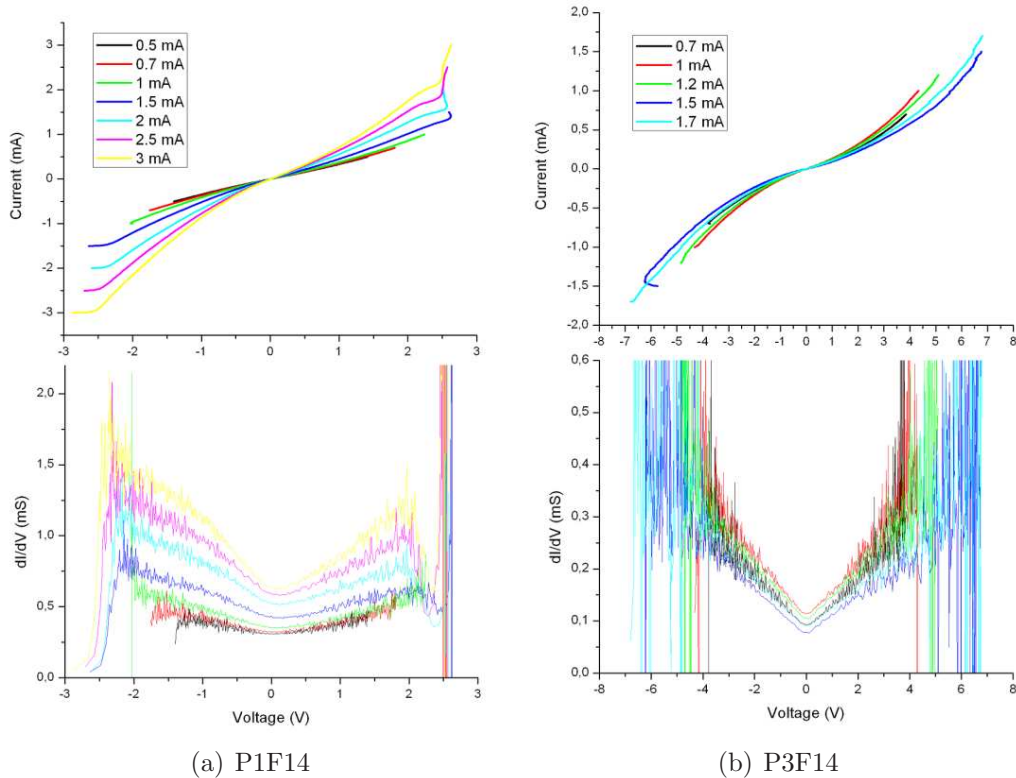 3
2
1
0
-1
-2
-3
Current (mA)
0.5 mA
0.7 mA
1 mA
1.5 mA
2 mA
2.5 mA
3 mA
-3 -2 -1 0 1 2 3
2,0
1,5
1,0
0,5
0,0
dI/dV (mS)
-3 -2 -1 0 1 2 3
Voltage (V)
(a) P1F14
2,0
1,5
1,0
0,5
0,0
-0,5
-1,0
-1,5
-2,0
Current (mA)
0.7 mA
1 mA
1.2 mA
1.5 mA
1.7 mA
-8 -7 -6 -5 -4 -3 -2 -1 0 1 2 3 4 5 6 7 8
0,6
0,5
0,4
0,3
0,2
0,1
0,0
dI/dV (mS)
-8 -6 -4 -2 0 2 4 6 8
Voltage (V)
(b) P3F14